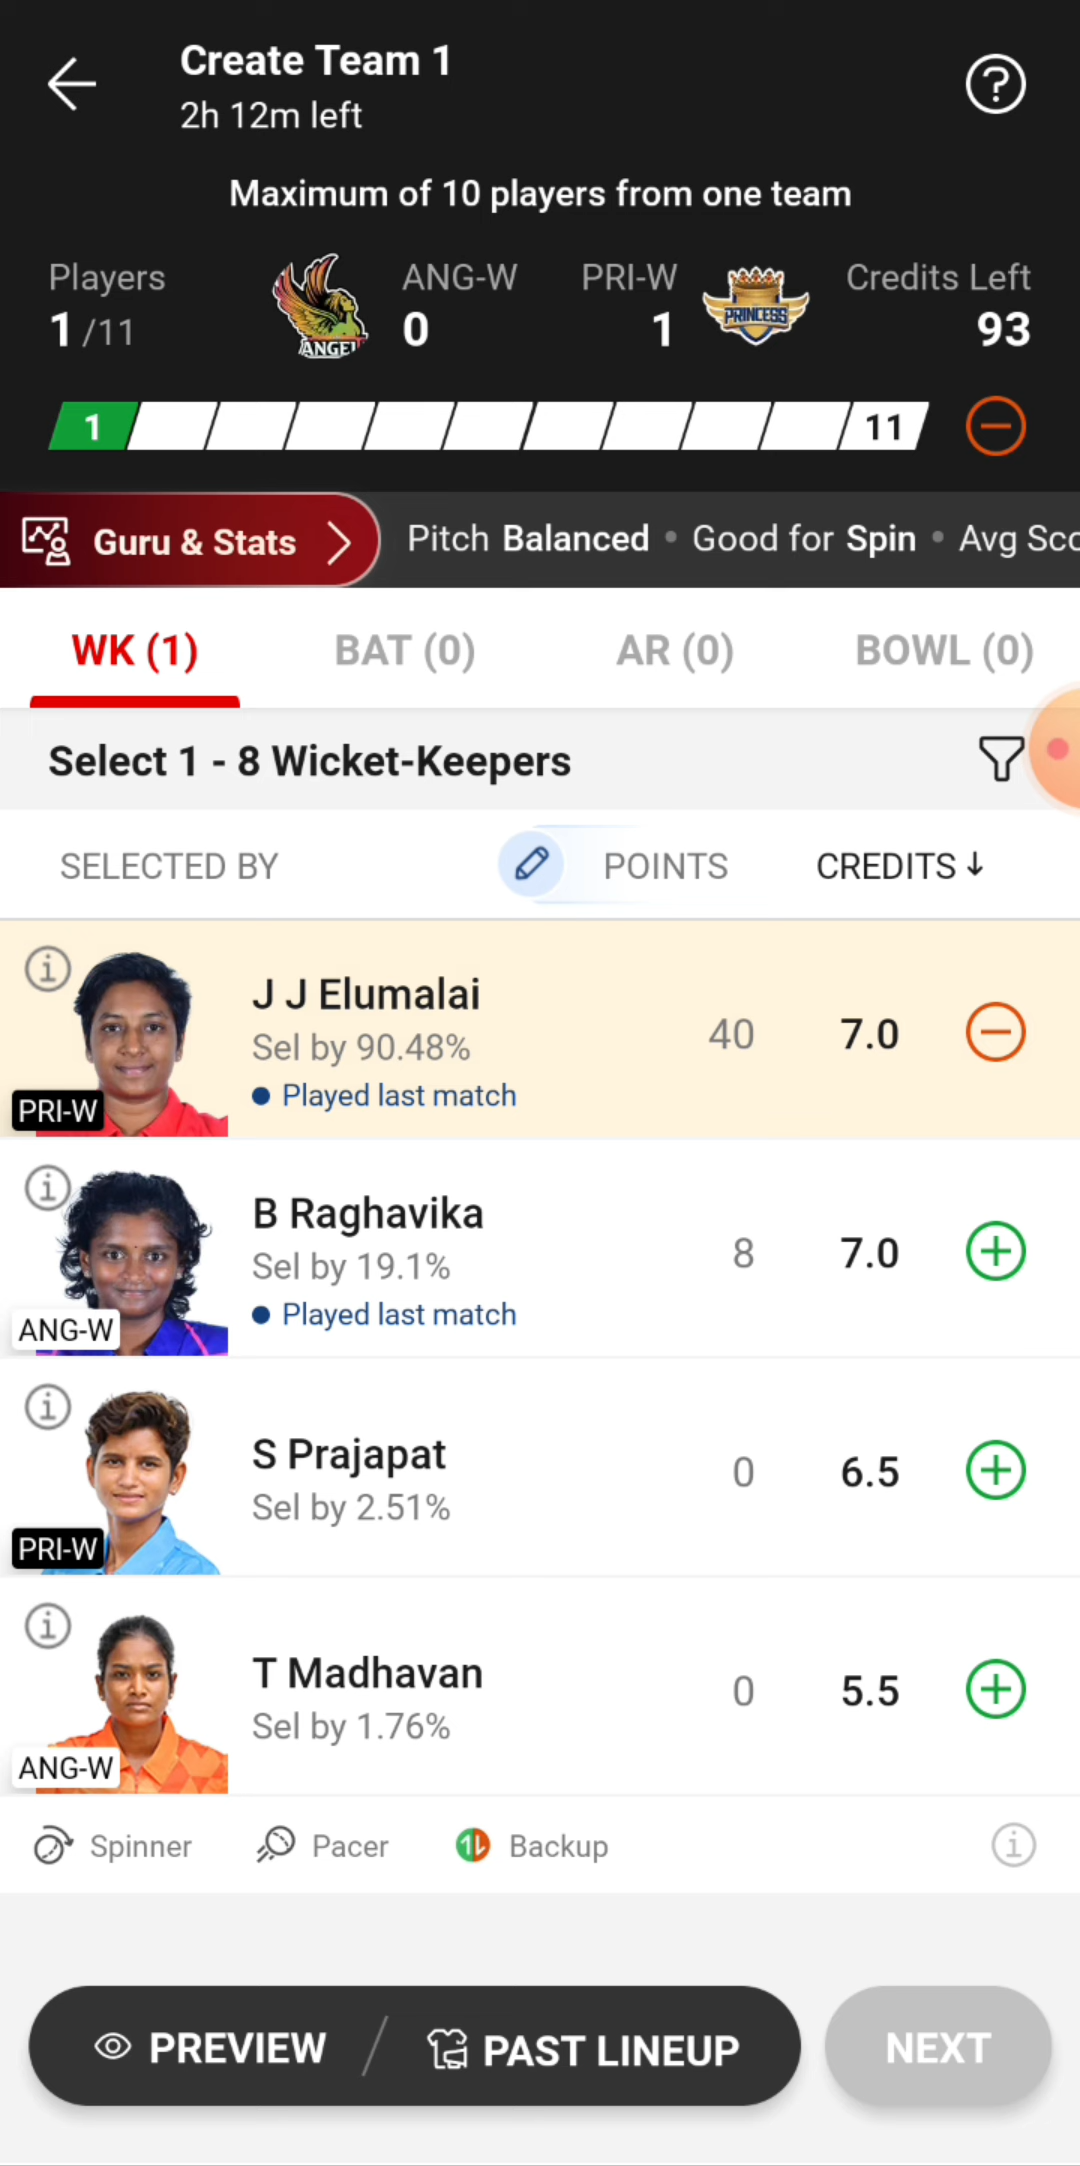 Create Team 1
2h 12m left
Maximum of 10 players from one team
Players ANG-W PRI-W Credits Left
1/11 0 1 93
ANGEL
PRINCESS
1 11
Guru & Stats Pitch Balanced • Good for Spin • Avg Sco
WK (1) BAT (0) AR (0) BOWL (0)
Select 1 - 8 Wicket-Keepers
SELECTED BY POINTS CREDITS ↓
J J Elumalai
Sel by 90.48% 40 7.0
• Played last match
PRI-W
B Raghavika
Sel by 19.1% 8 7.0
• Played last match
ANG-W
S Prajapat
Sel by 2.51% 0 6.5
PRI-W
T Madhavan
Sel by 1.76% 0 5.5
ANG-W
Spinner Pacer Backup
PREVIEW / PAST LINEUP NEXT